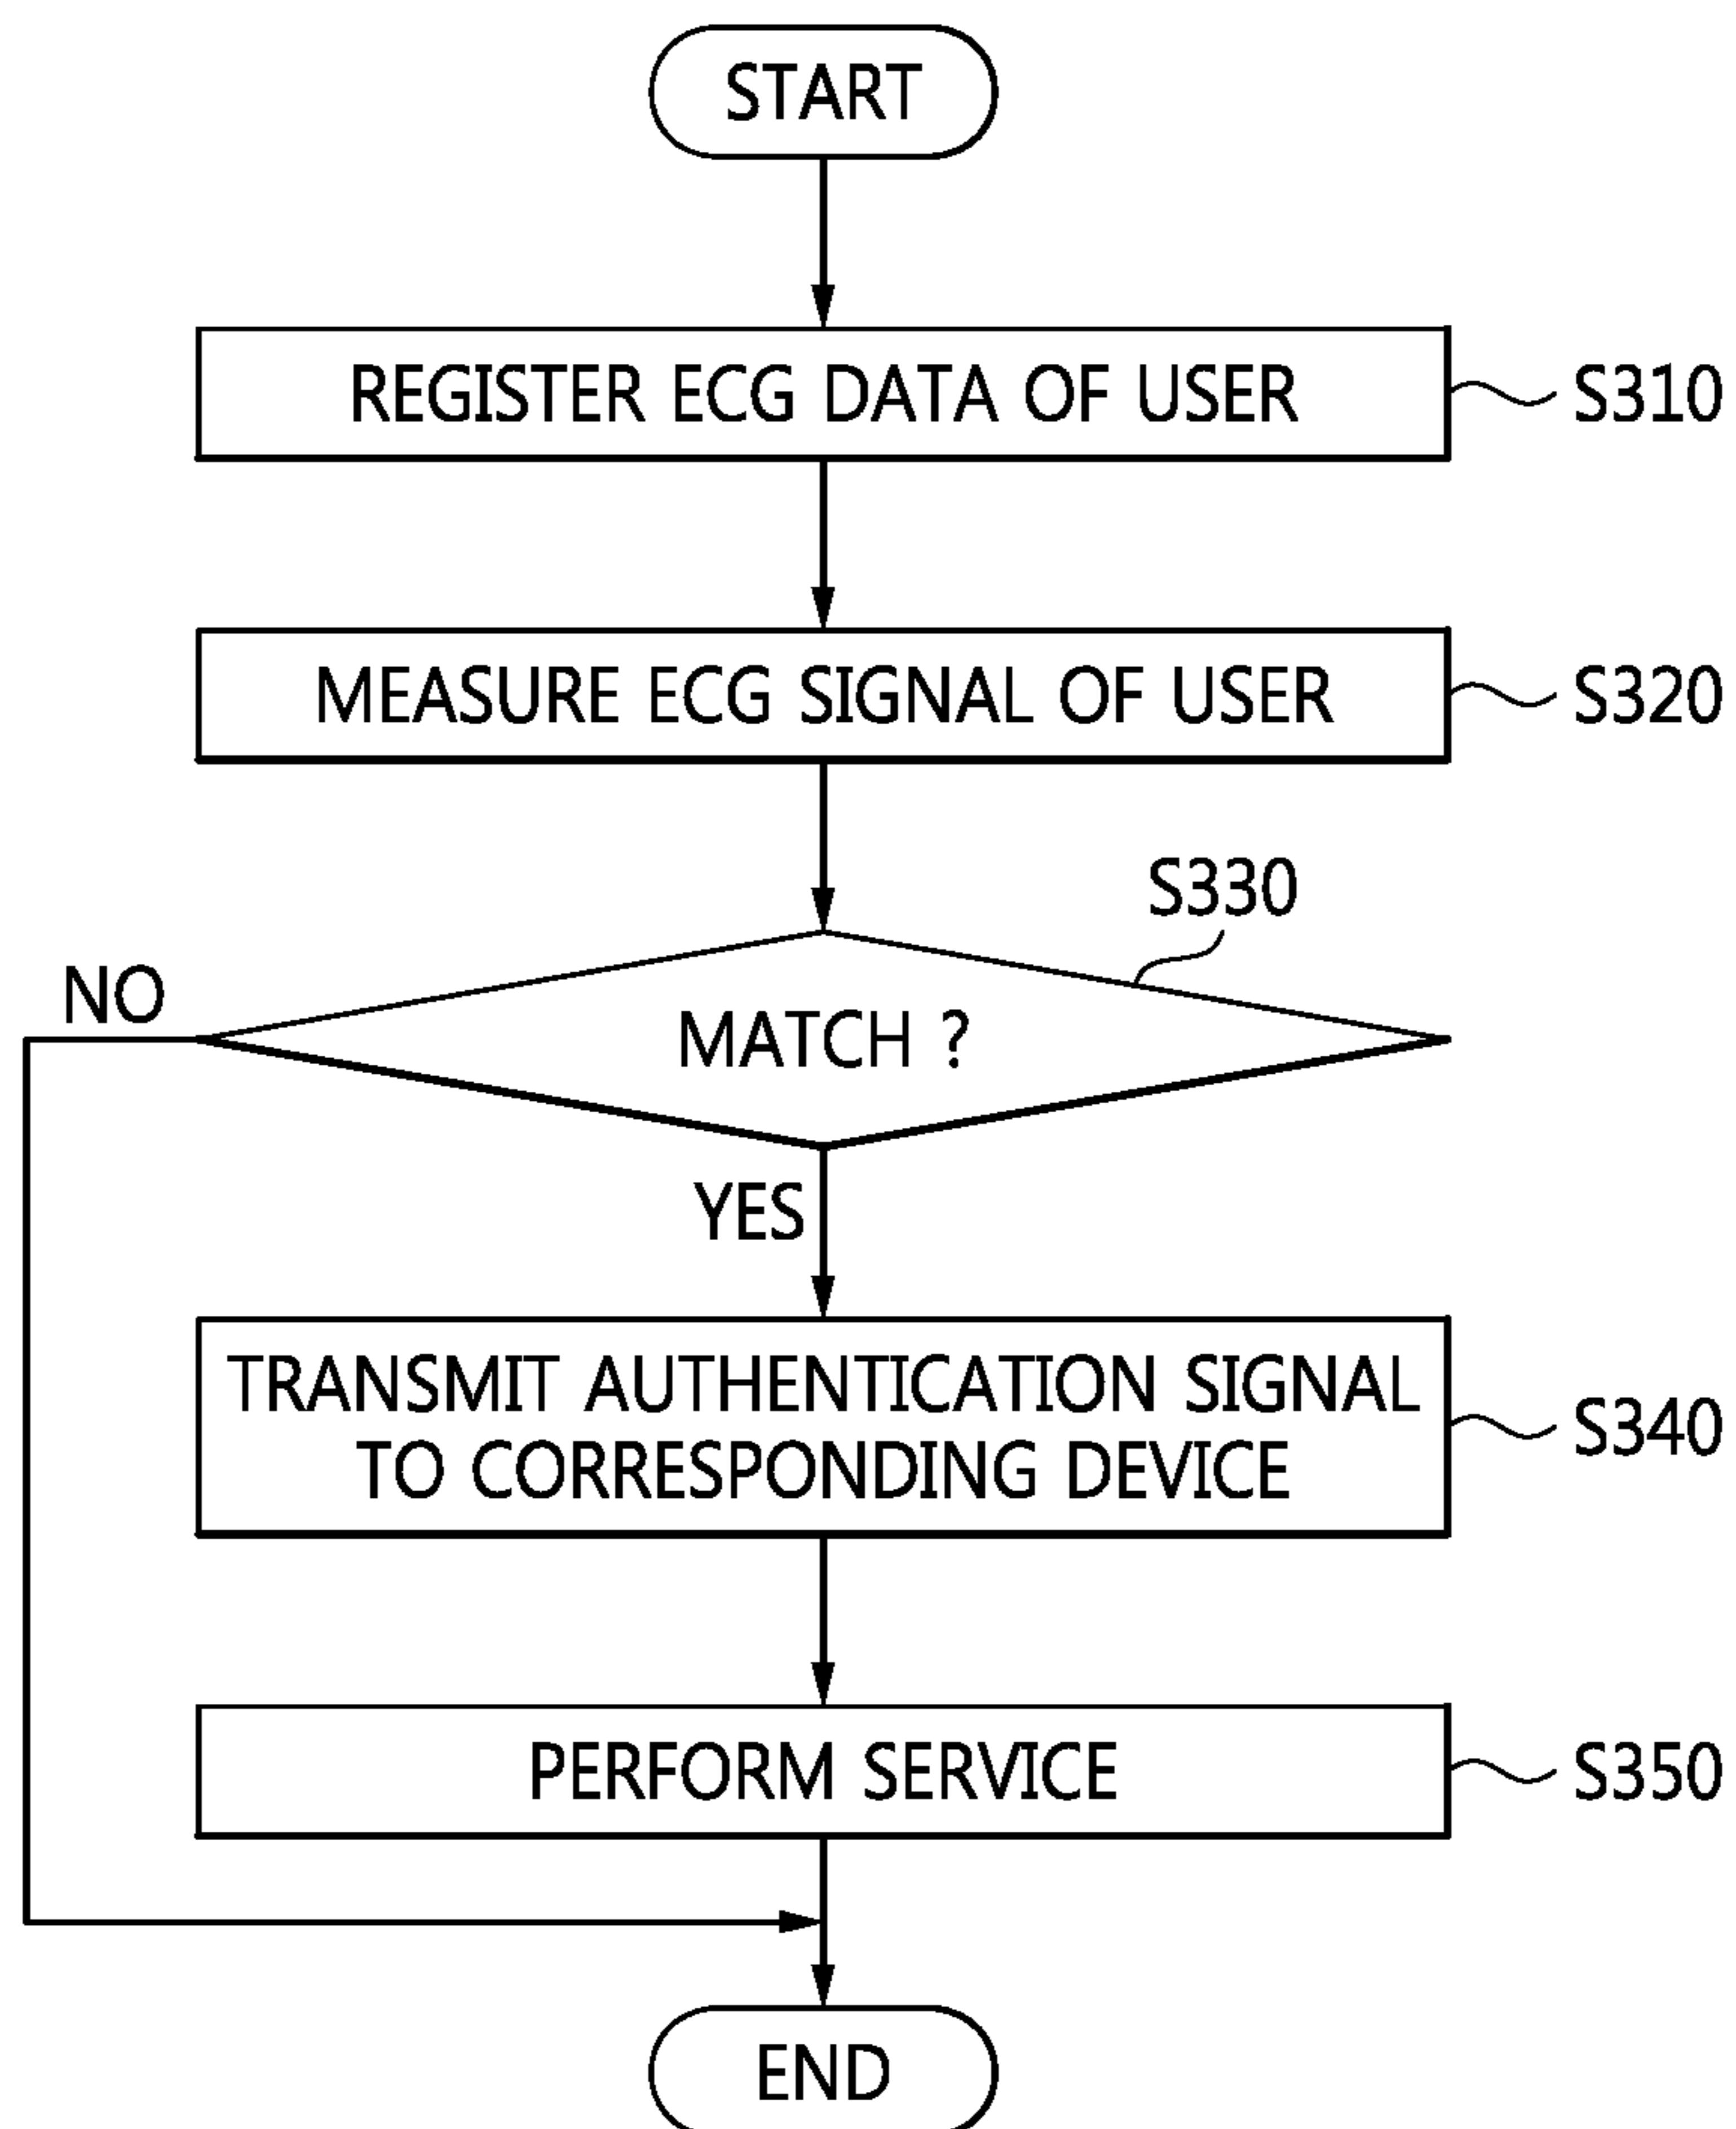 START
REGISTER ECG DATA OF USER
S310
MEASURE ECG SIGNAL OF USER
S320
S330
NO
MATCH ?
YES
TRANSMIT AUTHENTICATION SIGNAL
TO CORRESPONDING DEVICE
S340
PERFORM SERVICE
S350
END